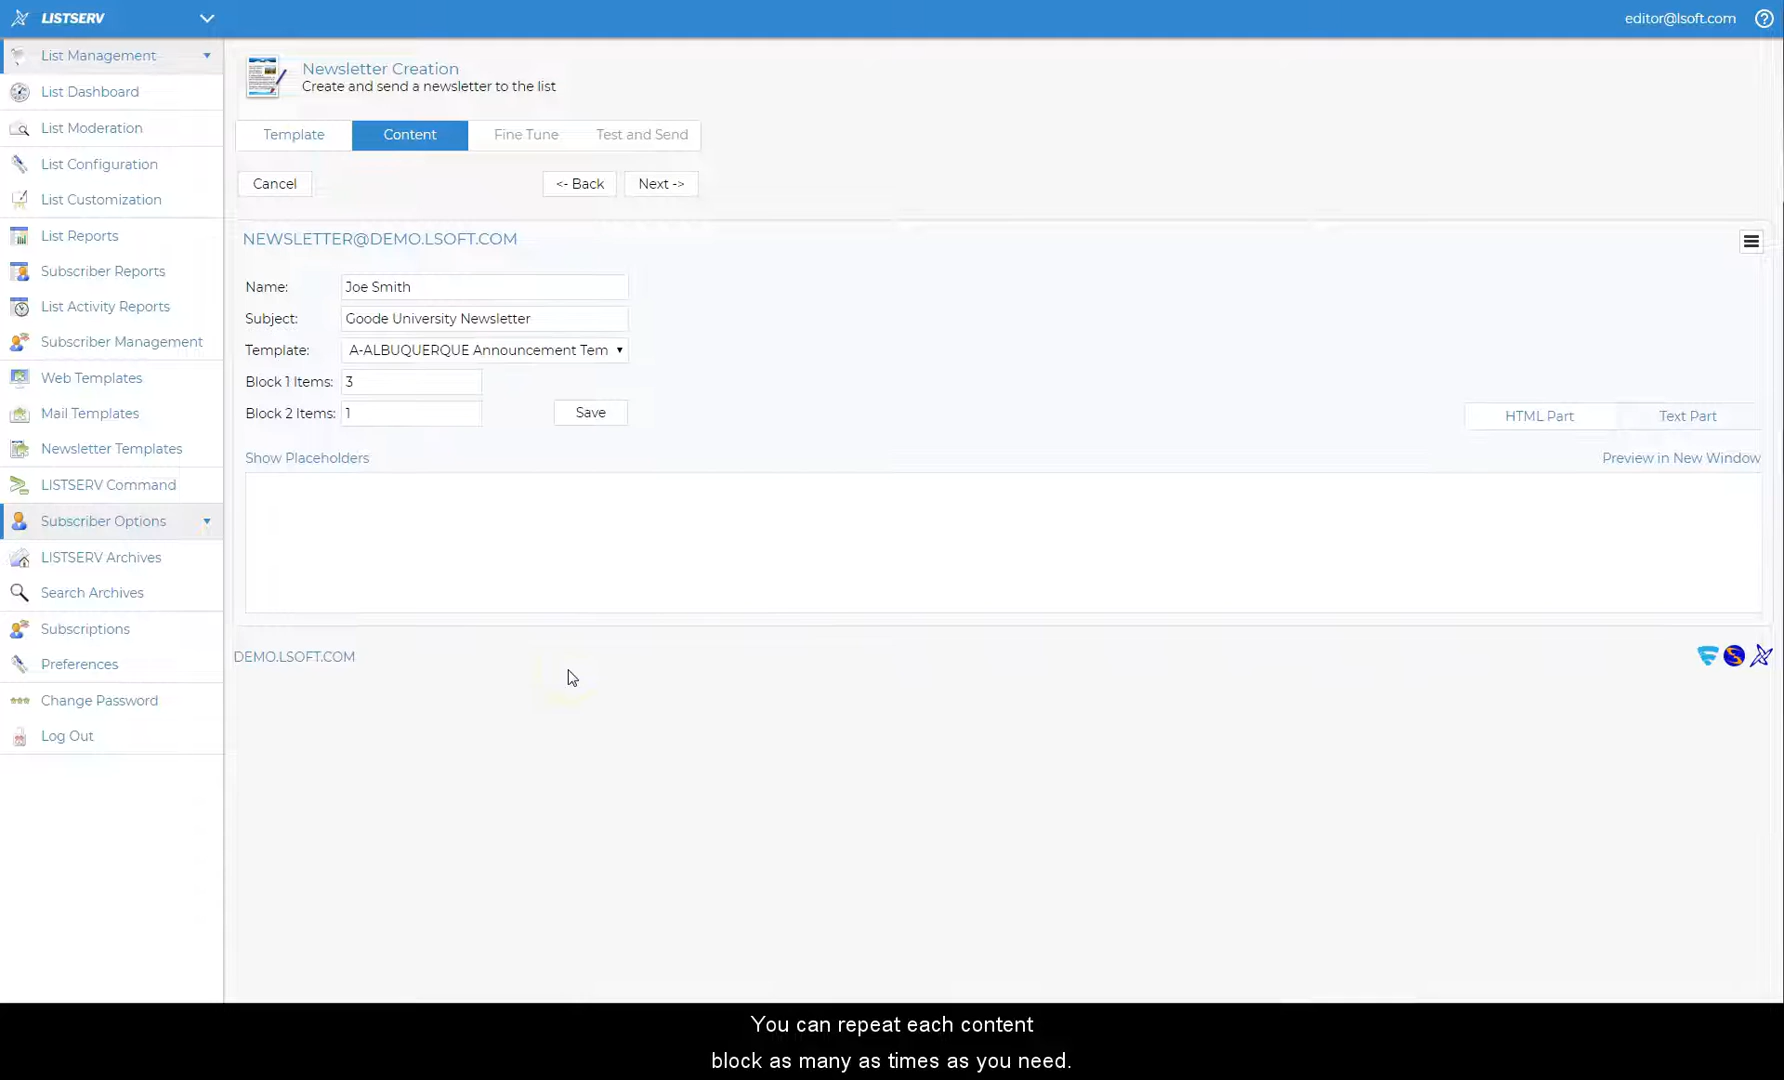 LISTSERV
editor@lsoft.com
List Management
List Dashboard
List Moderation
List Configuration
List Customization
List Reports
Subscriber Reports
List Activity Reports
Subscriber Management
Web Templates
Mail Templates
Newsletter Templates
LISTSERV Command
Subscriber Options
LISTSERV Archives
Search Archives
Subscriptions
Preferences
Change Password
Log Out
Newsletter Creation
Create and send a newsletter to the list
Template Content Fine Tune Test and Send
Cancel <- Back Next ->
NEWSLETTER@DEMO.LSOFT.COM
Name: Joe Smith
Subject: Goode University Newsletter
Template: A-ALBUQUERQUE Announcement Tem
Block 1 Items: 3
Block 2 Items: 1 Save
HTML Part Text Part
Show Placeholders Preview in New Window
DEMO.LSOFT.COM
You can repeat each content
block as many as times as you need.